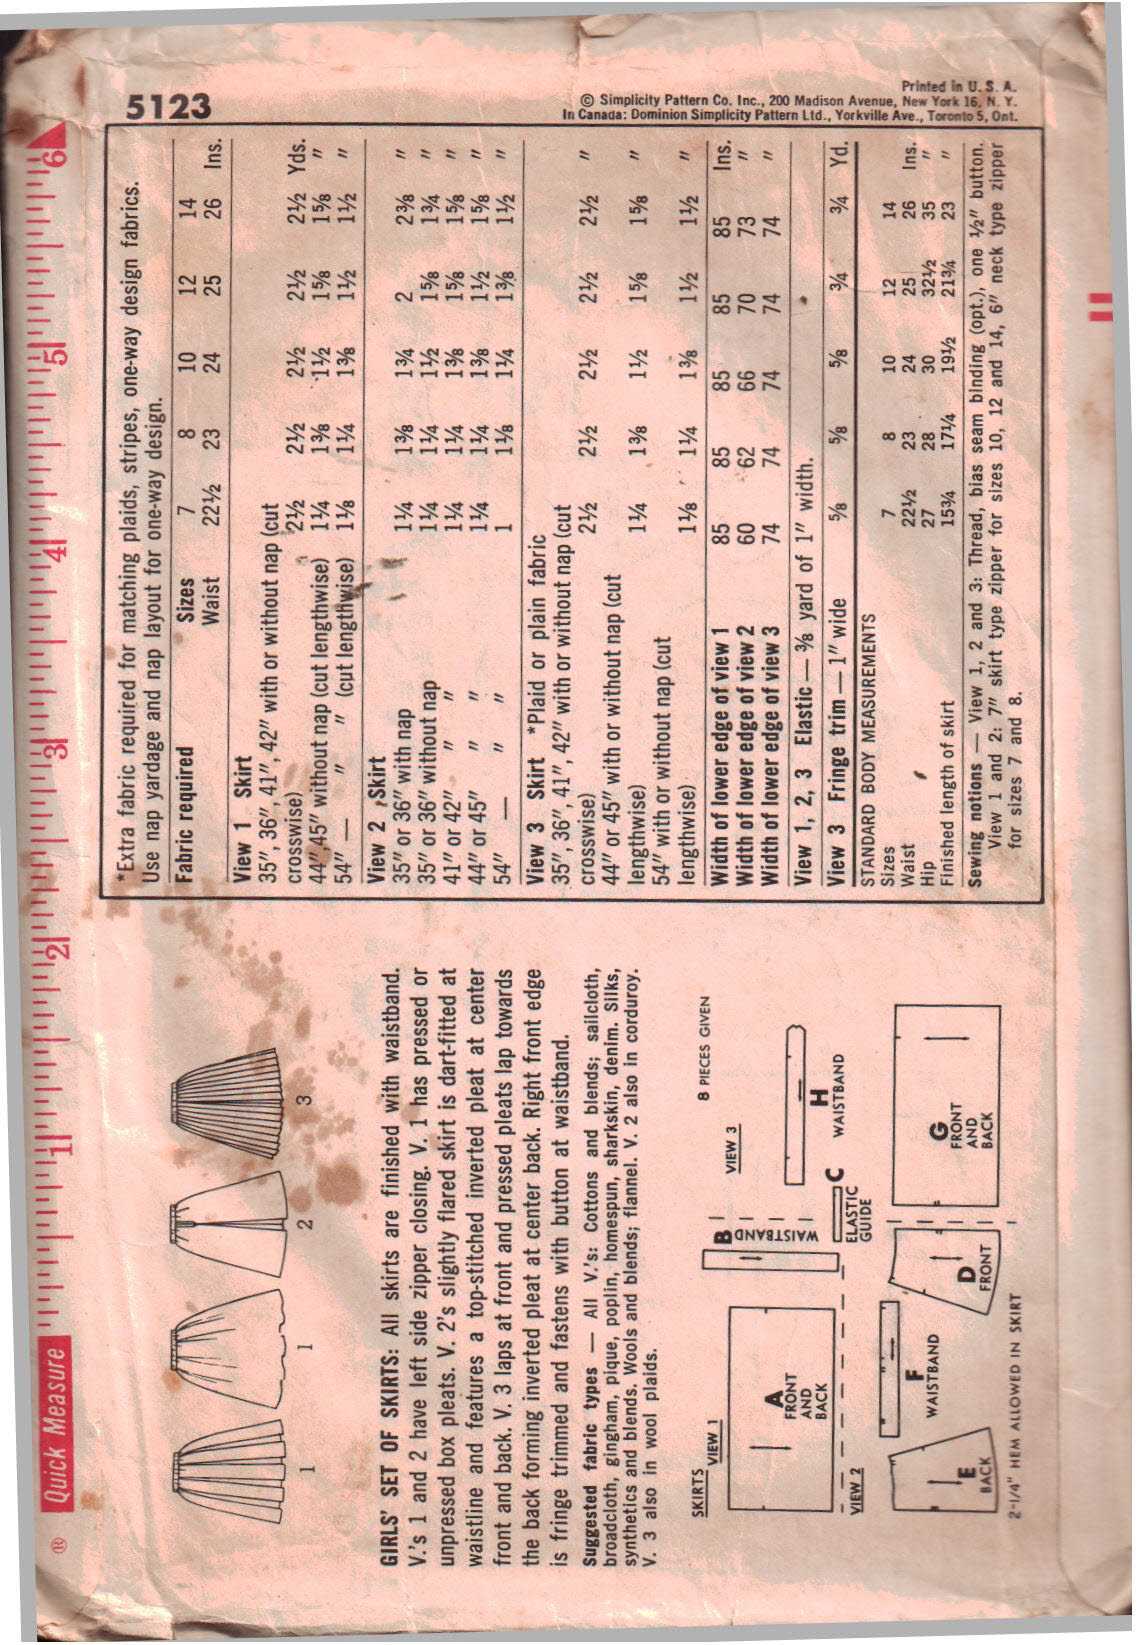 5123
Printed in U. S. A.
© Simplicity Pattern Co. Inc., 200 Madison Avenue, New York 16, N. Y.
In Canada: Dominion Simplicity Pattern Ltd., Yorkville Ave., Toronto 5, Ont.
® Quick Measure 1 2 3 4 5 6
*Extra fabric required for matching plaids, stripes, one-way design fabrics.
Use nap yardage and nap layout for one-way design.
Fabric required Sizes 7 8 10 12 14
Waist 22½ 23 24 25 26 Ins.
View 1 Skirt
35", 36", 41", 42" with or without nap (cut
crosswise) 2½ 2½ 2½ 2½ 2½ Yds.
44", 45" without nap (cut lengthwise) 1¼ 1⅜ 1½ 1⅝ 1⅝ "
54" — " " (cut lengthwise) 1⅛ 1¼ 1⅜ 1½ 1½ "
View 2 Skirt
35" or 36" with nap 1¼ 1⅜ 1¾ 2 2⅜ "
35" or 36" without nap 1¼ 1¼ 1½ 1⅝ 1¾ "
41" or 42" " " 1¼ 1¼ 1⅜ 1⅝ 1⅝ "
44" or 45" " " 1¼ 1¼ 1⅜ 1½ 1⅝ "
54" — " " 1 1⅛ 1¼ 1⅜ 1½ "
View 3 Skirt *Plaid or plain fabric
35", 36", 41", 42" with or without nap (cut
crosswise) 2½ 2½ 2½ 2½ 2½ "
44" or 45" with or without nap (cut
lengthwise) 1¼ 1⅜ 1½ 1⅝ 1⅝ "
54" with or without nap (cut
lengthwise) 1⅛ 1¼ 1⅜ 1½ 1½ "
Width of lower edge of view 1 85 85 85 85 85 Ins.
Width of lower edge of view 2 60 62 66 70 73 "
Width of lower edge of view 3 74 74 74 74 74 "
View 1, 2, 3 Elastic — ⅜ yard of 1" width.
View 3 Fringe trim — 1" wide ⅝ ⅝ ⅝ ¾ ¾ Yd.
STANDARD BODY MEASUREMENTS
Sizes 7 8 10 12 14
Waist 22½ 23 24 25 26 Ins.
Hip 27 28 30 32½ 35 "
Finished length of skirt 15¾ 17¼ 19½ 21¾ 23 "
Sewing notions — View 1, 2 and 3: Thread, bias seam binding (opt.), one ½" button.
View 1 and 2: 7" skirt type zipper for sizes 10, 12 and 14, 6" neck type zipper
for sizes 7 and 8.
1 1 2 3
GIRLS' SET OF SKIRTS: All skirts are finished with waistband.
V.'s 1 and 2 have left side zipper closing. V. 1 has pressed or
unpressed box pleats. V. 2's slightly flared skirt is dart-fitted at
waistline and features a top-stitched inverted pleat at center
front and back. V. 3 laps at front and pressed pleats lap towards
the back forming inverted pleat at center back. Right front edge
is fringe trimmed and fastens with button at waistband.
Suggested fabric types — All V.'s: Cottons and blends; sailcloth,
broadcloth, gingham, pique, poplin, homespun, sharkskin, denim. Silks,
synthetics and blends. Wools and blends; flannel. V. 2 also in corduroy.
V. 3 also in wool plaids.
SKIRTS 8 PIECES GIVEN
VIEW 1
A
FRONT
AND
BACK
B
WAISTBAND
C
ELASTIC
GUIDE
VIEW 3
H
WAISTBAND
G
FRONT
AND
BACK
VIEW 2
E
BACK
F
WAISTBAND
D
FRONT
2-1/4" HEM ALLOWED IN SKIRT